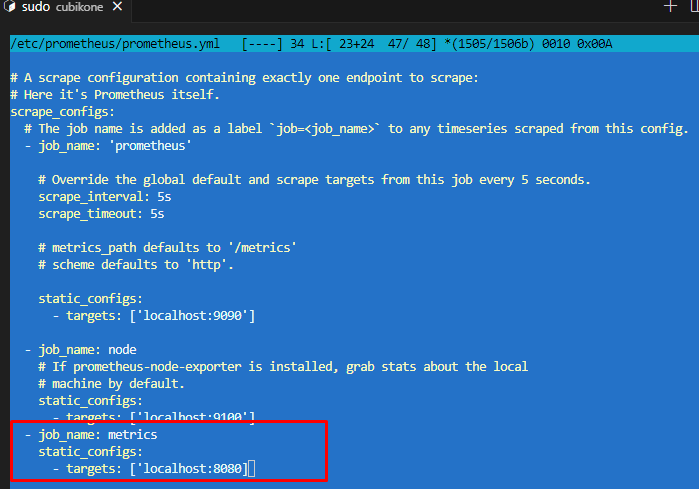 sudo cubikone
/etc/prometheus/prometheus.yml [----] 34 L:[ 23+24 47/ 48] *(1505/1506b) 0010 0x00A
# A scrape configuration containing exactly one endpoint to scrape:
# Here it's Prometheus itself.
scrape_configs:
# The job name is added as a label `job=<job_name>` to any timeseries scraped from this config.
- job_name: 'prometheus'
# Override the global default and scrape targets from this job every 5 seconds.
scrape_interval: 5s
scrape_timeout: 5s
# metrics_path defaults to '/metrics'
# scheme defaults to 'http'.
static_configs:
- targets: ['localhost:9090']
- job_name: node
# If prometheus-node-exporter is installed, grab stats about the local
# machine by default.
static_configs:
- targets: ['localhost:9100']
- job_name: metrics
static_configs:
- targets: ['localhost:8080]